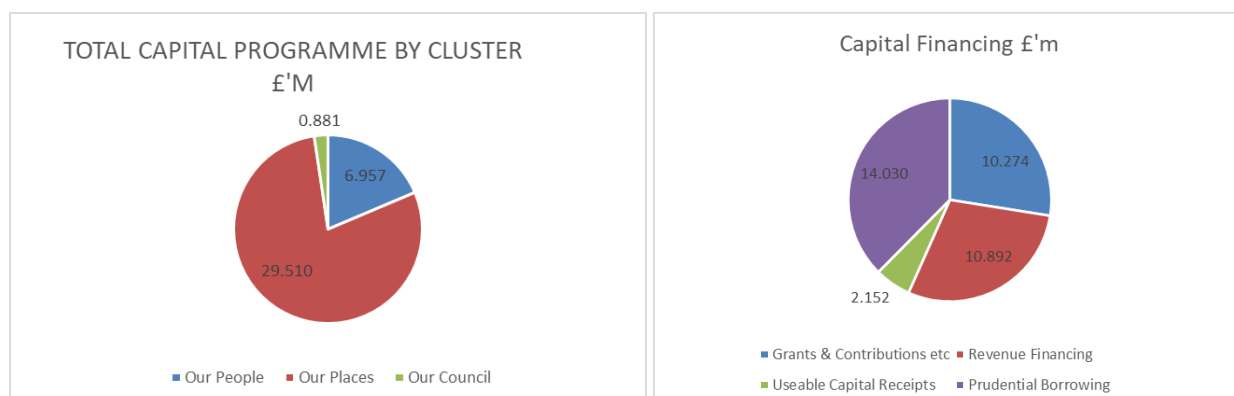 TOTAL CAPITAL PROGRAMME BY CLUSTER
£'M
0.881
6.957
29.510
Our People Our Places Our Council
Capital Financing £'m
10.274
14.030
10.892
2.152
Grants & Contributions etc Revenue Financing
Useable Capital Receipts Prudential Borrowing